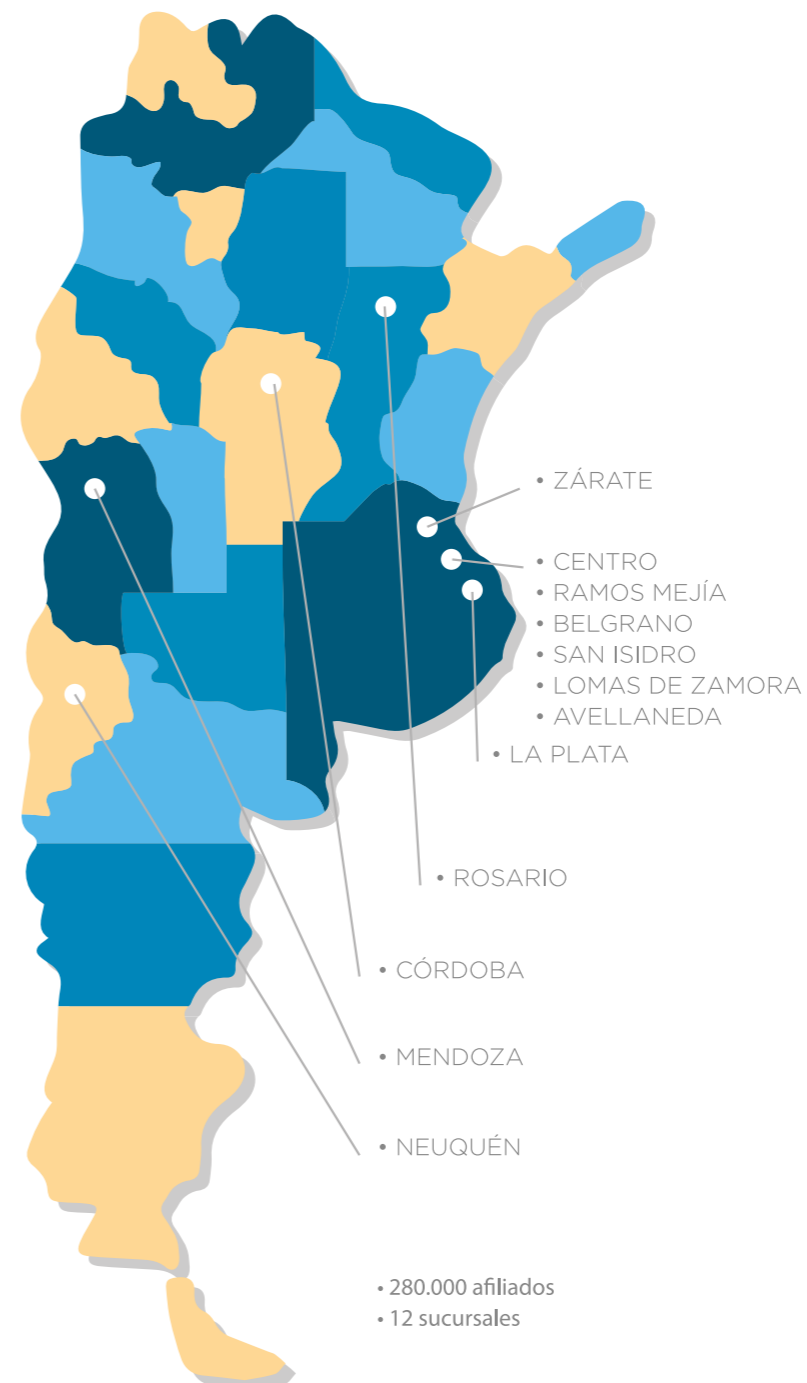 • ZÁRATE
• CENTRO
• RAMOS MEJÍA
• BELGRANO
• SAN ISIDRO
• LOMAS DE ZAMORA
• AVELLANEDA
• LA PLATA
• ROSARIO
• CÓRDOBA
• MENDOZA
• NEUQUÉN
• 280.000 afiliados
• 12 sucursales